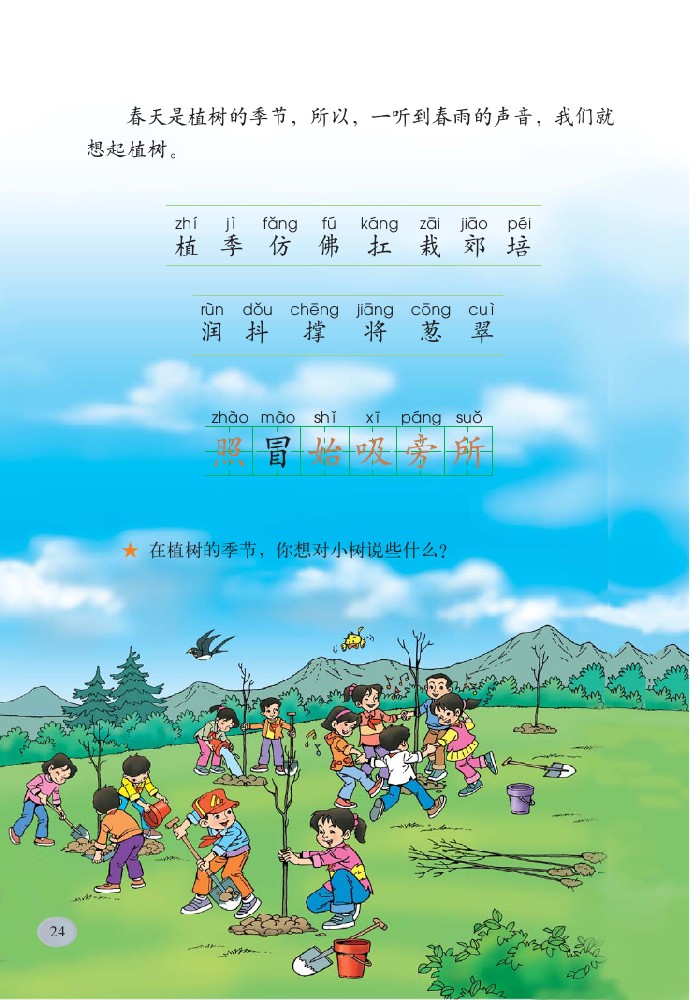 春天是植树的季节，所以，一听到春雨的声音，我们就
想起植树。
zhí jì fǎng fú káng zāi jiāo péi
植 季 仿 佛 扛 栽 郊 培
rùn dǒu chēng jiāng cōng cuì
润 抖 撑 将 葱 翠
zhào mào shǐ xī páng suǒ
照 冒 始 吸 旁 所
★ 在植树的季节，你想对小树说些什么？
24